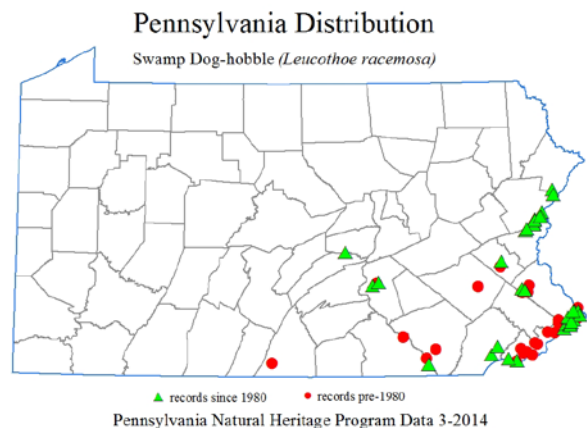 Pennsylvania Distribution
Swamp Dog-hobble (Leucothoe racemosa)
records since 1980 records pre-1980
Pennsylvania Natural Heritage Program Data 3-2014